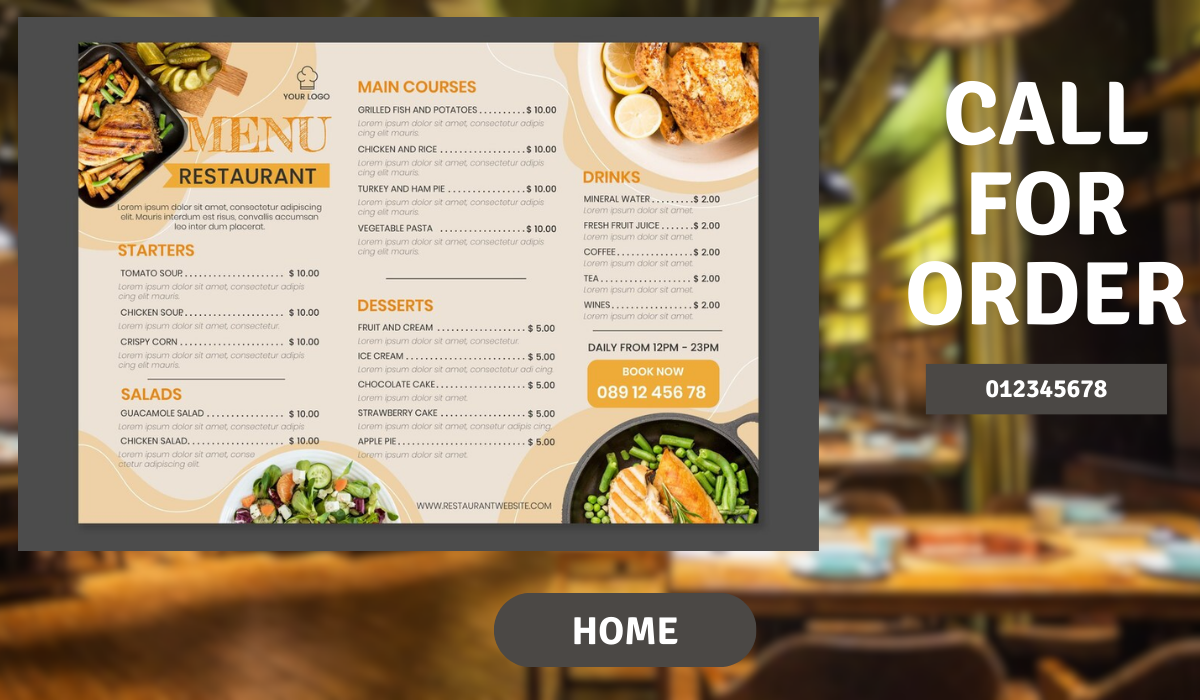 YOUR LOGO
MENU
RESTAURANT
Lorem ipsum dolor sit amet, consectetur adipiscing
elit. Mauris interdum est risus, convallis accumsan
loo inter dum placerat.
STARTERS
TOMATO SOUP. $ 10.00
Lorem ipsum dolor sit amet, consectetur adipis
cing elit mauris.
CHICKEN SOUP. $ 10.00
Lorem ipsum dolor sit amet, consectetur.
CRISPY CORN $ 10.00
Lorem ipsum dolor sit amet, consectetur adipis
cing elit mauris.
SALADS
GUACAMOLE SALAD $ 10.00
Lorem ipsum dolor sit amet, consectetur adipis
CHICKEN SALAD. $ 10.00
Lorem ipsum dolor sit amet, conse
ctetur adipiscing elit
MAIN COURSES
GRILLED FISH AND POTATOES $ 10.00
Lorem ipsum dolor sit amet, consectetur adipis
cing elit mauris.
CHICKEN AND RICE $ 10.00
Lorem ipsum dolor sit amet, consectetur adipis
cing elit mauris.
TURKEY AND HAM PIE $ 10.00
Lorem ipsum dolor sit amet, consectetur adipis
cing elit mauris.
VEGETABLE PASTA $ 10.00
Lorem ipsum dolor sit amet, consectetur adipis
cing elit mauris.
DESSERTS
FRUIT AND CREAM $ 5.00
Lorem ipsum dolor sit amet, consectetur.
ICE CREAM $ 5.00
Lorem ipsum dolor sit amet, consectetur adi cing.
CHOCOLATE CAKE $ 5.00
Lorem ipsum dolor sit amet.
STRAWBERRY CAKE $ 5.00
Lorem ipsum dolor sit amet, consetur adipis cing.
APPLE PIE $ 5.00
Lorem ipsum dolor sit amet.
WWW.RESTAURANTWEBSITE.COM
DRINKS
MINERAL WATER $ 2.00
Lorem ipsum dolor sit amet.
FRESH FRUIT JUICE $ 2.00
Lorem ipsum dolor sit amet.
COFFEE $ 2.00
Lorem ipsum dolor sit amet.
TEA $ 2.00
Lorem ipsum dolor sit amet.
WINES $ 2.00
Lorem ipsum dolor sit amet.
DAILY FROM 12PM - 23PM
BOOK NOW
089 12 456 78
CALL
FOR
ORDER
012345678
HOME